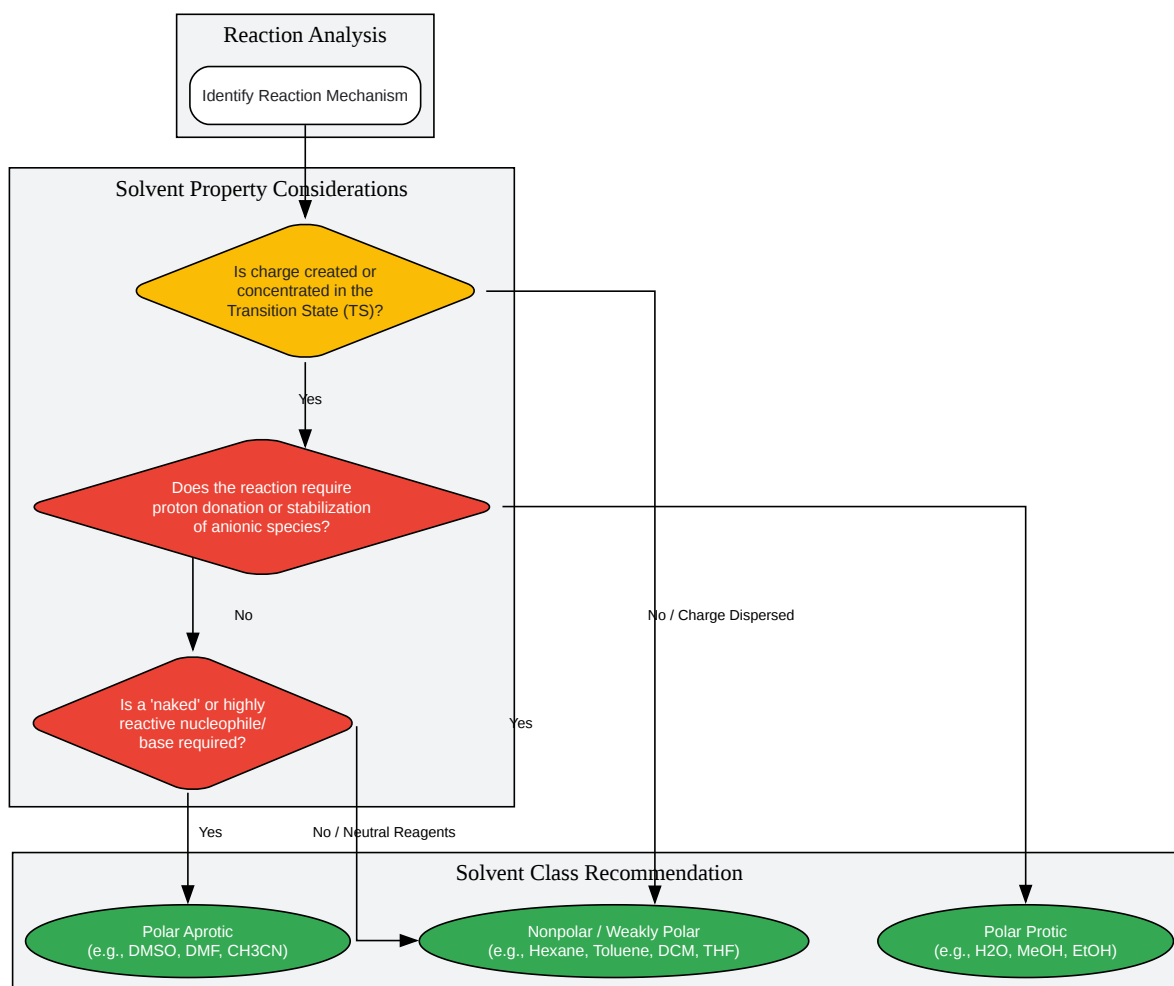 Reaction Analysis
Identify Reaction Mechanism
Solvent Property Considerations
Is charge created or
concentrated in the
Transition State (TS)?
Yes
Does the reaction require
proton donation or stabilization
of anionic species?
No
No / Charge Dispersed
Is a 'naked' or highly
reactive nucleophile/
base required?
Yes
Yes
No / Neutral Reagents
Solvent Class Recommendation
Polar Aprotic
(e.g., DMSO, DMF, CH3CN)
Nonpolar / Weakly Polar
(e.g., Hexane, Toluene, DCM, THF)
Polar Protic
(e.g., H2O, MeOH, EtOH)